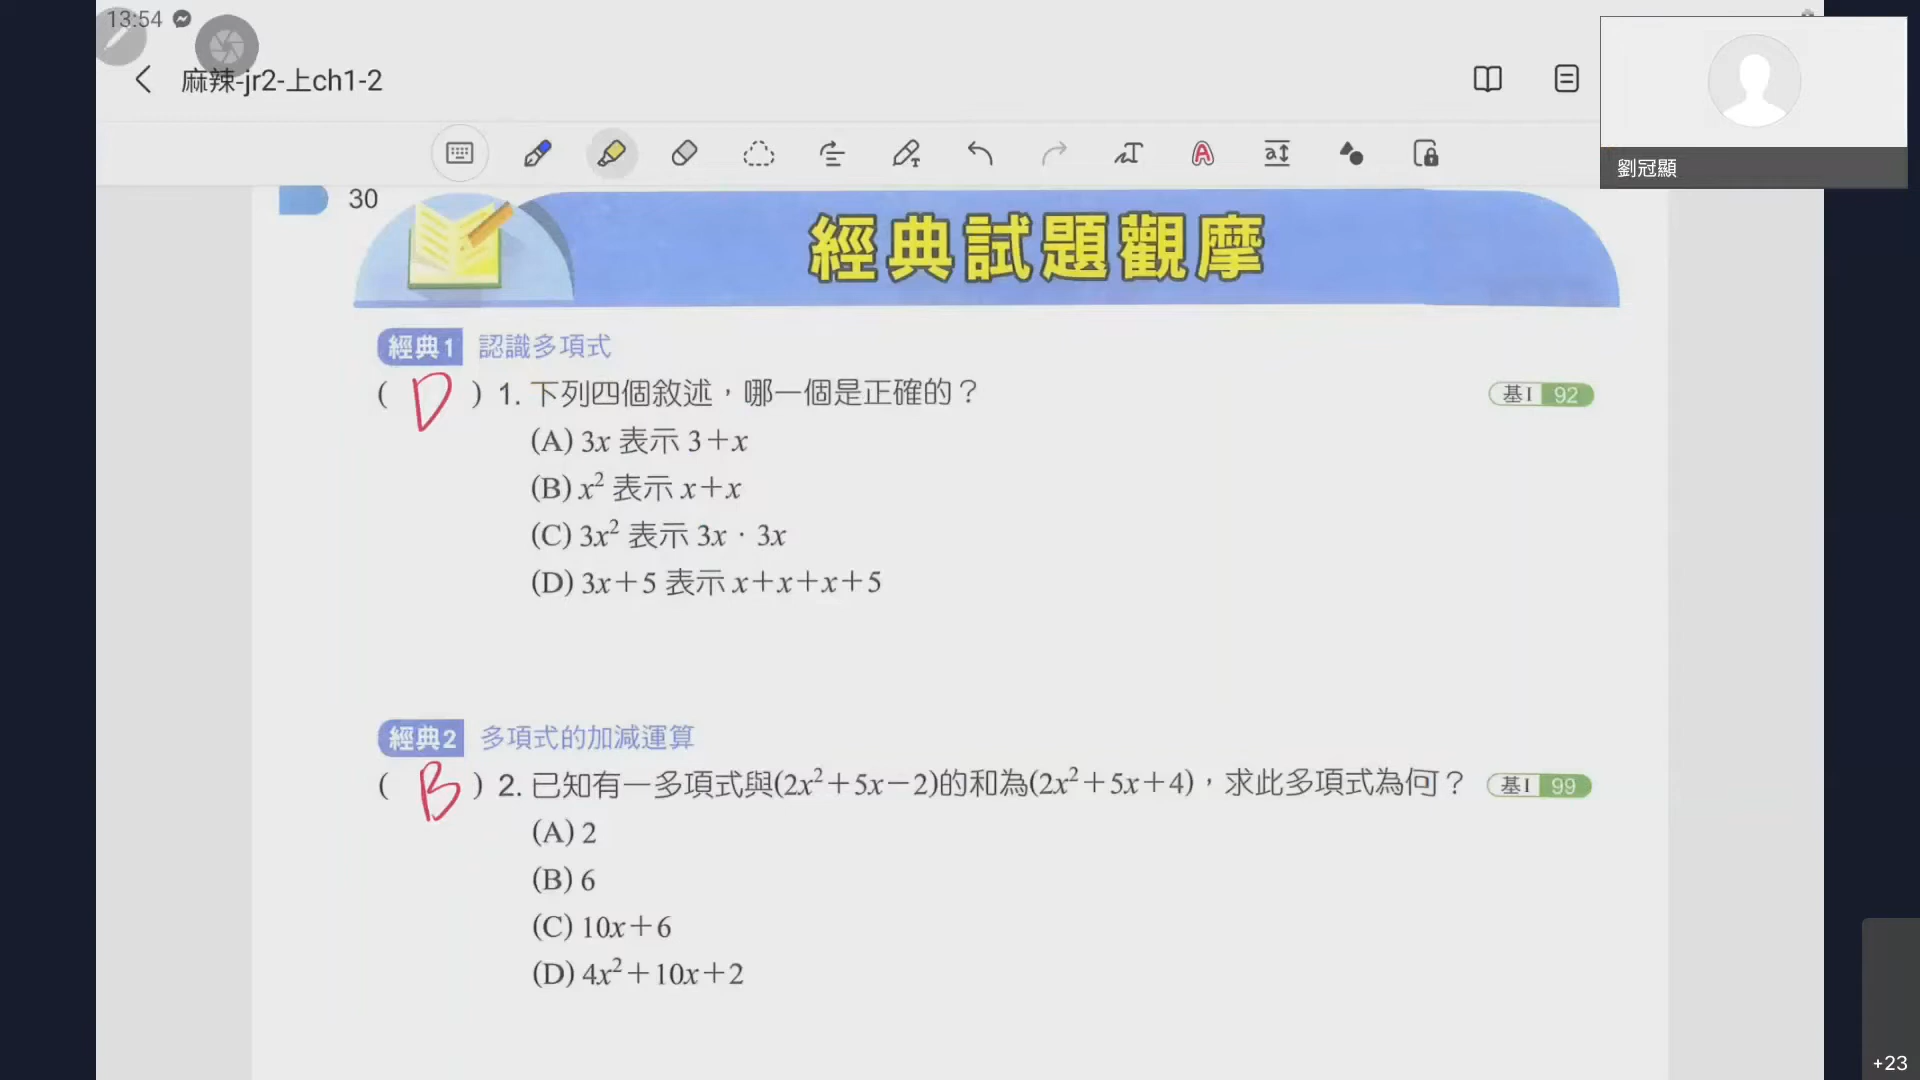 13:54
麻辣-jr2-上ch1-2
劉冠顯
30
經典試題觀摩
經典1 認識多項式
( D ) 1. 下列四個敘述，哪一個是正確的？ 基I 92
(A) 3x 表示 3＋x
(B) x² 表示 x＋x
(C) 3x² 表示 3x · 3x
(D) 3x＋5 表示 x＋x＋x＋5
經典2 多項式的加減運算
( B ) 2. 已知有一多項式與(2x²＋5x－2)的和為(2x²＋5x＋4)，求此多項式為何？ 基I 99
(A) 2
(B) 6
(C) 10x＋6
(D) 4x²＋10x＋2
+23